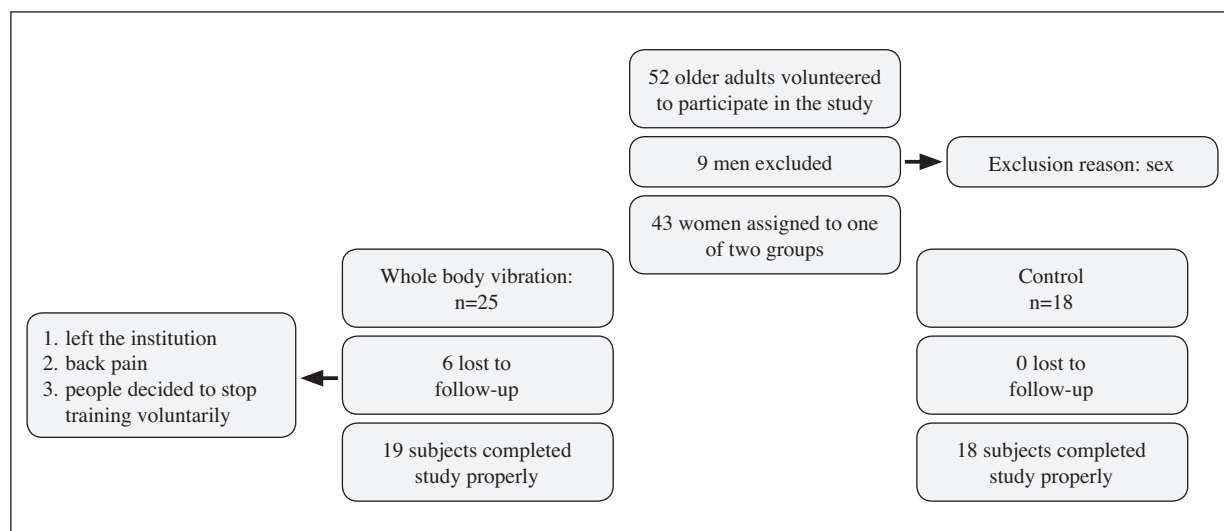 52 older adults volunteered
to participate in the study
9 men excluded
Exclusion reason: sex
43 women assigned to one
of two groups
Whole body vibration:
n=25
Control
n=18
1. left the institution
2. back pain
3. people decided to stop
training voluntarily
6 lost to
follow-up
0 lost to
follow-up
19 subjects completed
study properly
18 subjects completed
study properly